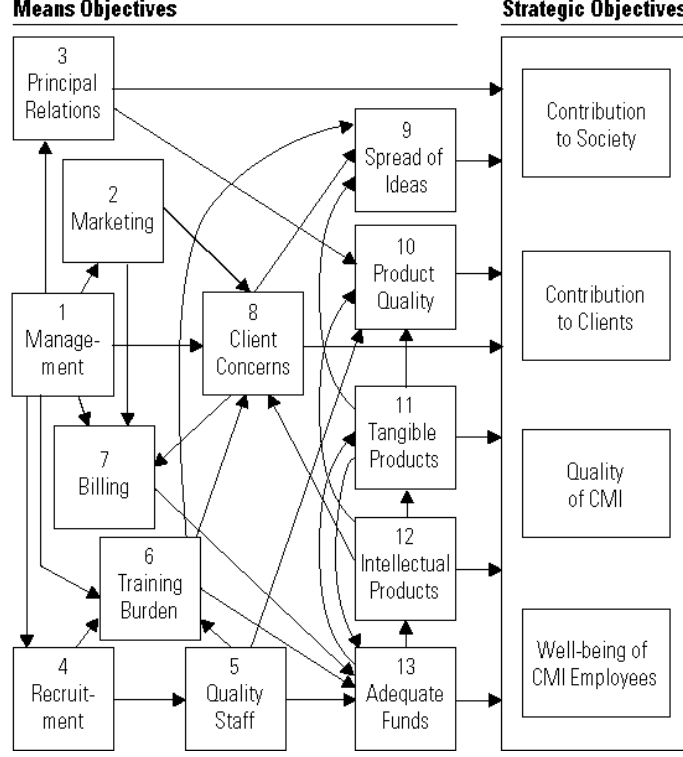 Means Objectives
Strategic Objectives
3
Principal
Relations
2
Marketing
1
Manage-
ment
8
Client
Concerns
7
Billing
6
Training
Burden
4
Recruit-
ment
5
Quality
Staff
9
Spread of
Ideas
10
Product
Quality
11
Tangible
Products
12
Intellectual
Products
13
Adequate
Funds
Contribution
to Society
Contribution
to Clients
Quality
of CMI
Well-being of
CMI Employees